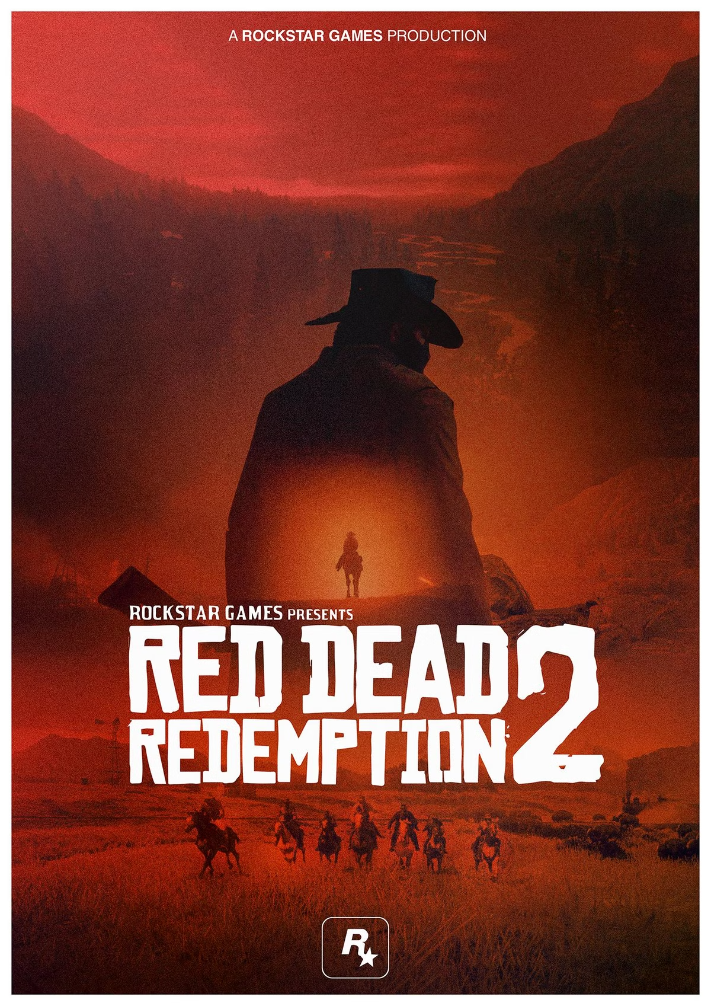 A ROCKSTAR GAMES PRODUCTION
ROCKSTAR GAMES PRESENTS
RED DEAD
REDEMPTION 2
R